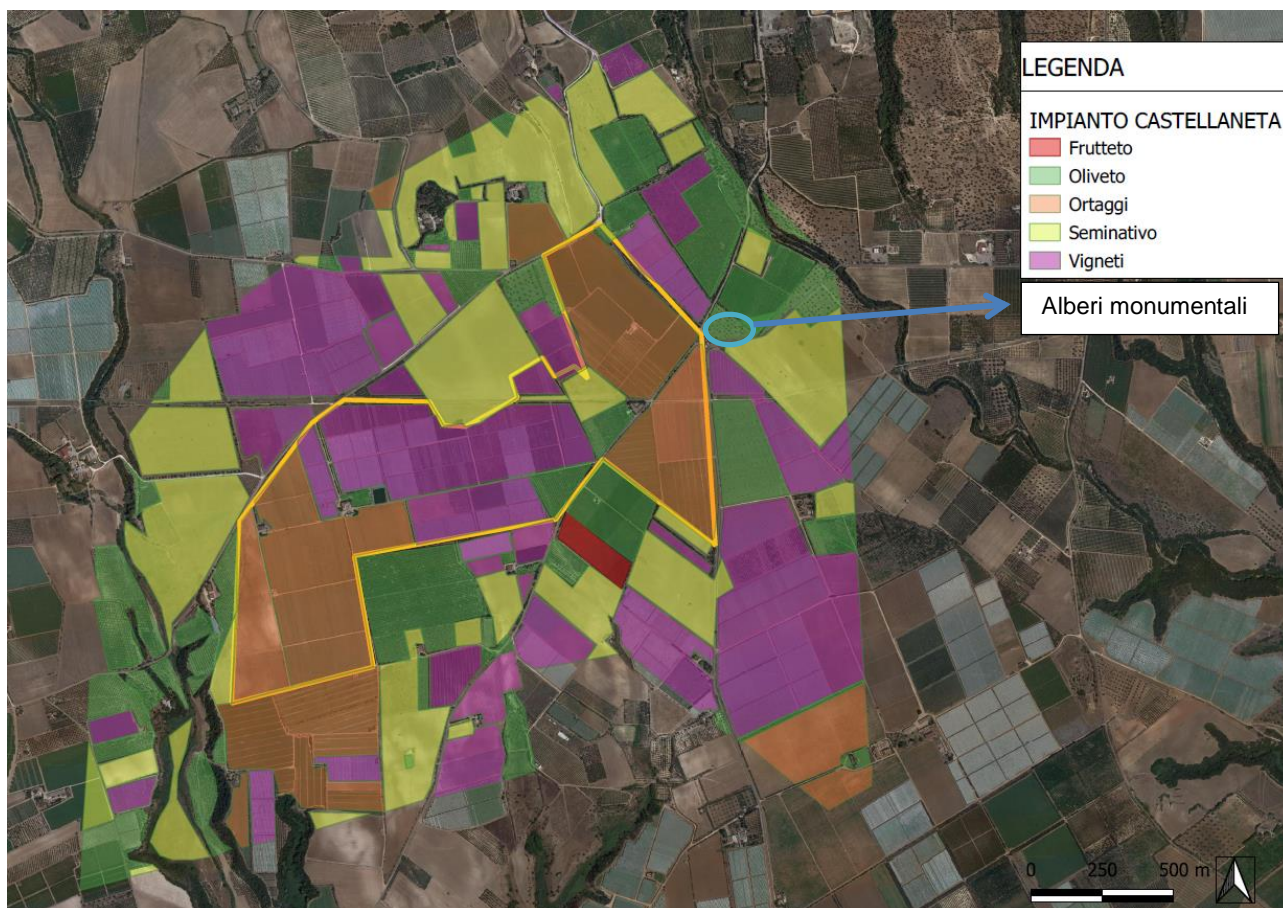 LEGENDA
IMPIANTO CASTELLANETA
Frutteto
Oliveto
Ortaggi
Seminativo
Vigneti
Alberi monumentali
0 250 500 m